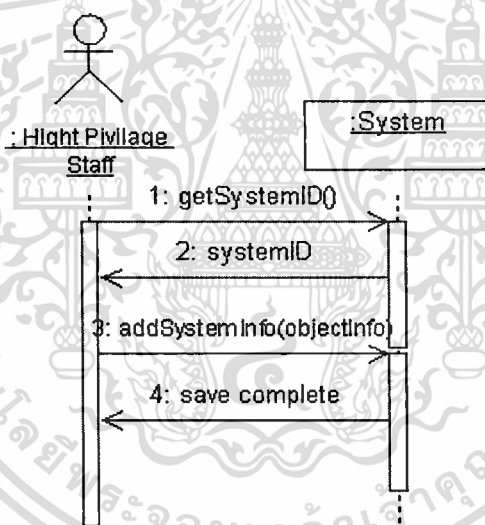 : Hight Pivilage
Staff
:System
1: getSystemID()
2: systemID
3: addSystemInfo(objectInfo)
4: save complete